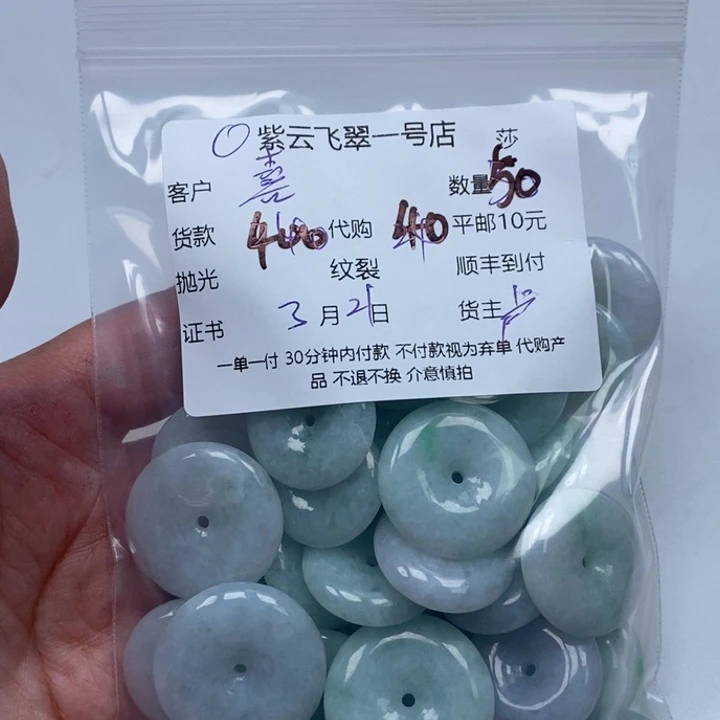 紫云飞翠一号店 莎
客户 喜 数量 50
货款 4400 代购 440 平邮10元
抛光 纹裂 顺丰到付
证书 3月21日 货主
一单一付 30分钟内付款 不付款视为弃单 代购产
品 不退不换 介意慎拍